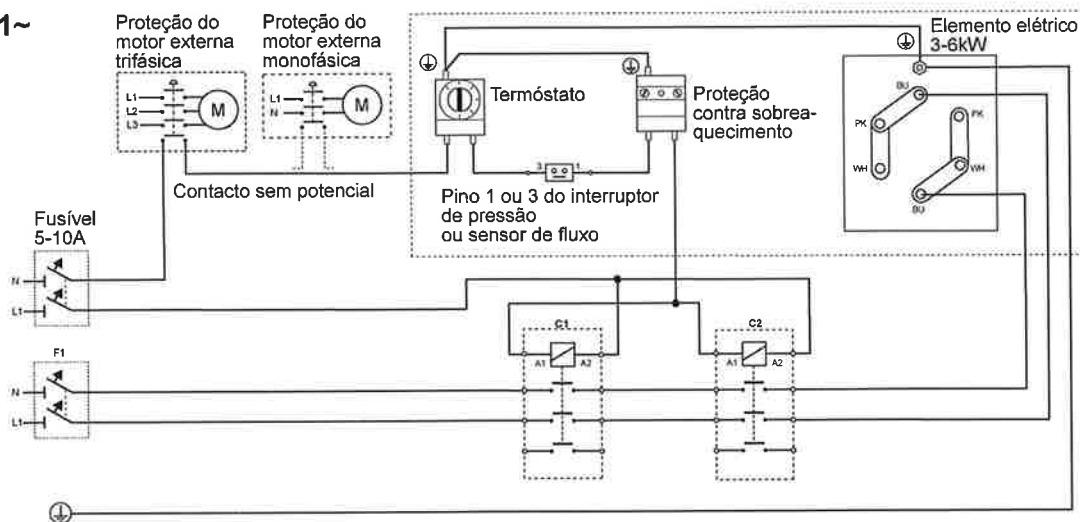 1~
Proteção do
motor externa
trifásica
Proteção do
motor externa
monofásica
Elemento elétrico
3-6kW
L1
L2
L3
M
L1
N
M
Termóstato
Proteção
contra sobrea-
quecimento
BU
PK
PK
WH
WH
BU
3 1
Contacto sem potencial
Pino 1 ou 3 do interruptor
de pressão
ou sensor de fluxo
Fusível
5-10A
N
L1
C1
C2
A1 A2
A1 A2
F1
N
L1